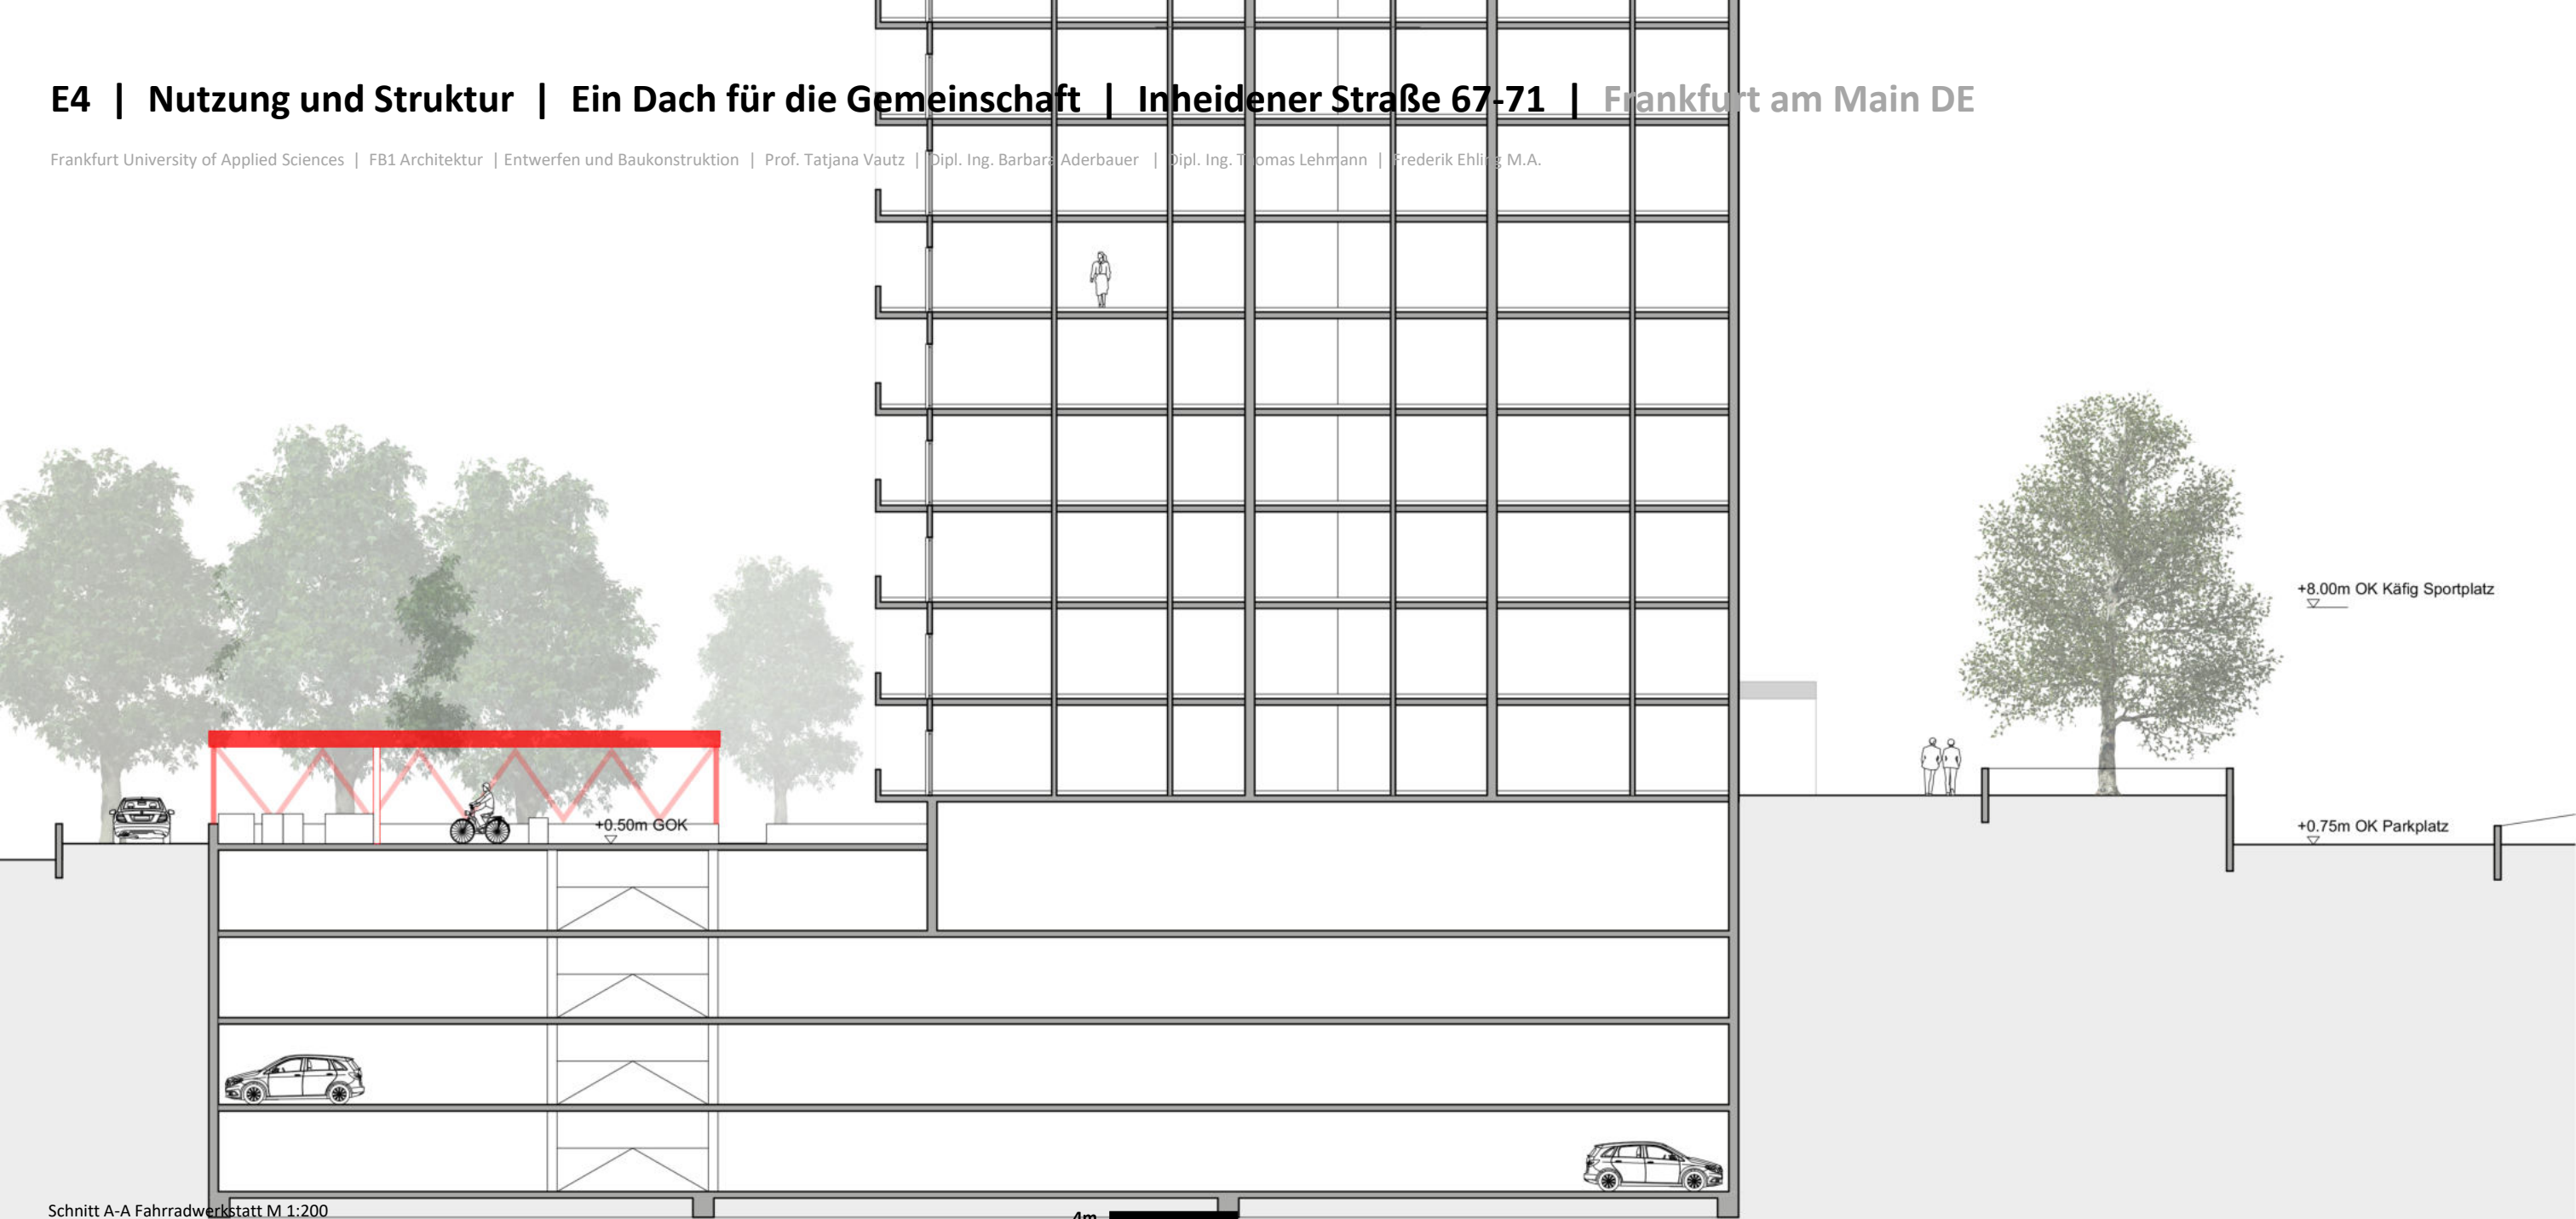 E4 | Nutzung und Struktur | Ein Dach für die Gemeinschaft | Inheidener Straße 67-71 | Frankfurt am Main DE
Frankfurt University of Applied Sciences | FB1 Architektur | Entwerfen und Baukonstruktion | Prof. Tatjana Vautz | Dipl. Ing. Barbara Aderbauer | Dipl. Ing. Thomas Lehmann | Frederik Ehling M.A.
+8.00m OK Käfig Sportplatz
+0.50m GOK
+0.75m OK Parkplatz
Schnitt A-A Fahrradwerkstatt M 1:200
4m